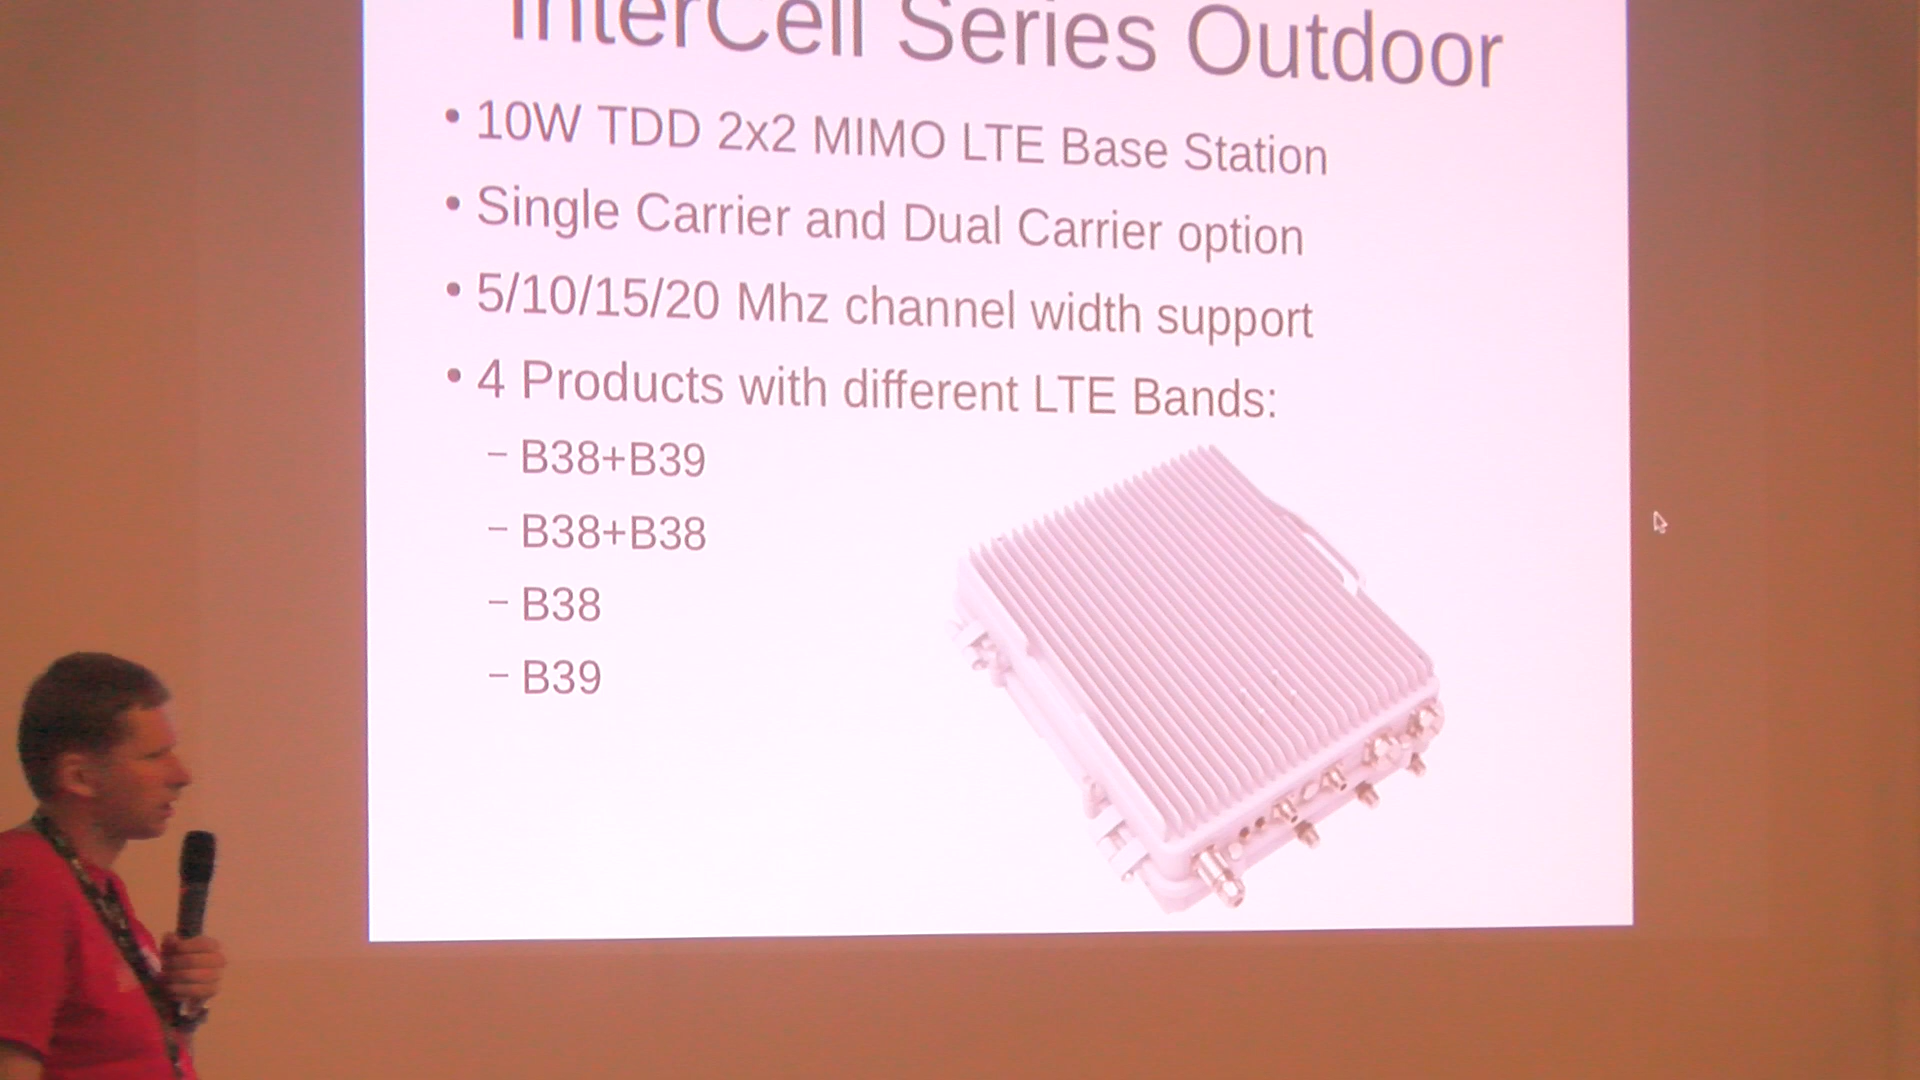 InterCell Series Outdoor
• 10W TDD 2x2 MIMO LTE Base Station
• Single Carrier and Dual Carrier option
• 5/10/15/20 Mhz channel width support
• 4 Products with different LTE Bands:
– B38+B39
– B38+B38
– B38
– B39